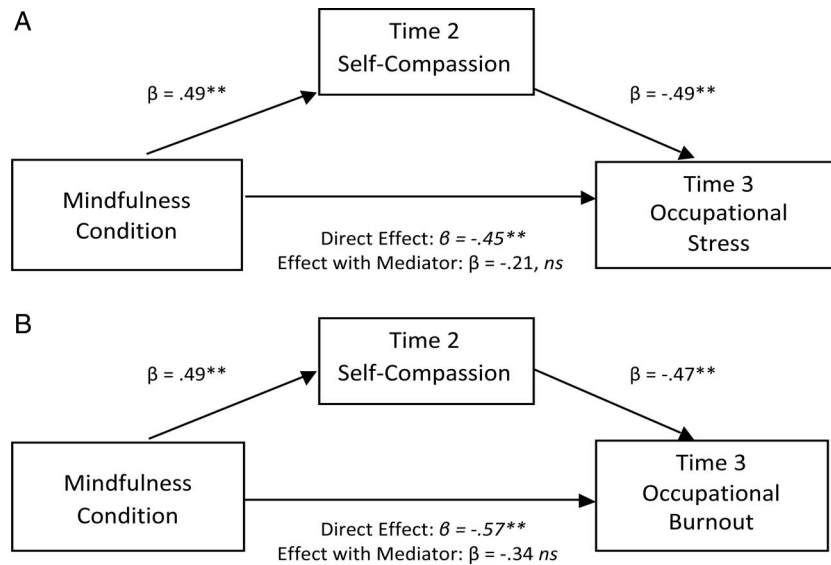 A
Time 2
Self-Compassion
β = .49**
β = -.49**
Mindfulness
Condition
Time 3
Occupational
Stress
Direct Effect: β = -.45**
Effect with Mediator: β = -.21, ns
B
Time 2
Self-Compassion
β = .49**
β = -.47**
Mindfulness
Condition
Time 3
Occupational
Burnout
Direct Effect: β = -.57**
Effect with Mediator: β = -.34 ns